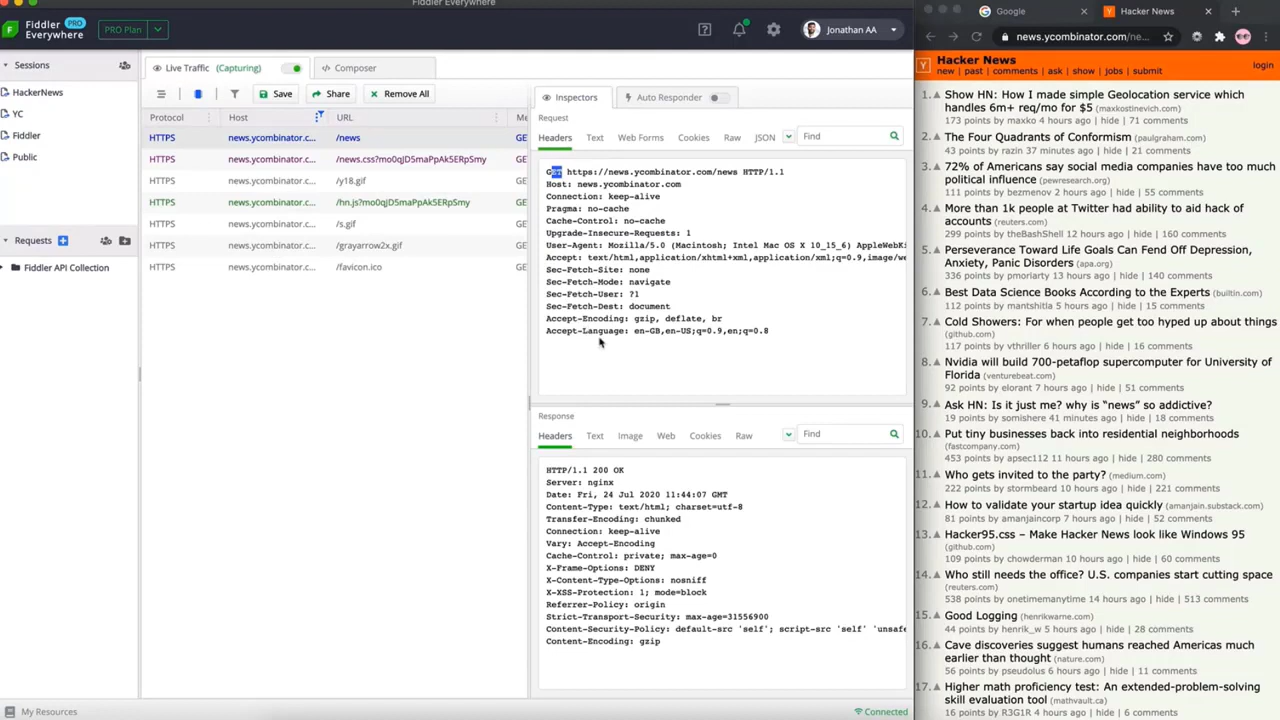 Fiddler Everywhere
Fiddler PRO
Everywhere
PRO Plan
Jonathan AA
Sessions
HackerNews
YC
Fiddler
Public
Requests
Fiddler API Collection
My Resources
Live Traffic (Capturing)
Composer
Save
Share
Remove All
Protocol Host URL Me
HTTPS news.ycombinator.c... /news GE
HTTPS news.ycombinator.c... /news.css?mo0qJD5maPpAk5ERpSmy GE
HTTPS news.ycombinator.c... /y18.gif GE
HTTPS news.ycombinator.c... /hn.js?mo0qJD5maPpAk5ERpSmy GE
HTTPS news.ycombinator.c... /s.gif GE
HTTPS news.ycombinator.c... /grayarrow2x.gif GE
HTTPS news.ycombinator.c... /favicon.ico GE
Inspectors
Auto Responder
Request
Headers Text Web Forms Cookies Raw JSON Find
GET https://news.ycombinator.com/news HTTP/1.1
Host: news.ycombinator.com
Connection: keep-alive
Pragma: no-cache
Cache-Control: no-cache
Upgrade-Insecure-Requests: 1
User-Agent: Mozilla/5.0 (Macintosh; Intel Mac OS X 10_15_6) AppleWebKi
Accept: text/html,application/xhtml+xml,application/xml;q=0.9,image/we
Sec-Fetch-Site: none
Sec-Fetch-Mode: navigate
Sec-Fetch-User: ?1
Sec-Fetch-Dest: document
Accept-Encoding: gzip, deflate, br
Accept-Language: en-GB,en-US;q=0.9,en;q=0.8
Response
Headers Text Image Web Cookies Raw Find
HTTP/1.1 200 OK
Server: nginx
Date: Fri, 24 Jul 2020 11:44:07 GMT
Content-Type: text/html; charset=utf-8
Transfer-Encoding: chunked
Connection: keep-alive
Vary: Accept-Encoding
Cache-Control: private; max-age=0
X-Frame-Options: DENY
X-Content-Type-Options: nosniff
X-XSS-Protection: 1; mode=block
Referrer-Policy: origin
Strict-Transport-Security: max-age=31556900
Content-Security-Policy: default-src 'self'; script-src 'self' 'unsafe
Content-Encoding: gzip
Connected
Google
Hacker News
news.ycombinator.com/ne...
Y
Hacker News
new | past | comments | ask | show | jobs | submit
login
1. Show HN: How I made simple Geolocation service which
handles 6m+ req/mo for $5 (maxkostinevich.com)
173 points by maxko 4 hours ago | hide | 71 comments
2. The Four Quadrants of Conformism (paulgraham.com)
43 points by razin 37 minutes ago | hide | 21 comments
3. 72% of Americans say social media companies have too much
political influence (pewresearch.org)
111 points by bezmenov 2 hours ago | hide | 55 comments
4. More than 1k people at Twitter had ability to aid hack of
accounts (reuters.com)
299 points by theBashShell 12 hours ago | hide | 160 comments
5. Perseverance Toward Life Goals Can Fend Off Depression,
Anxiety, Panic Disorders (apa.org)
336 points by pmoriarty 13 hours ago | hide | 140 comments
6. Best Data Science Books According to the Experts (builtin.com)
112 points by mantshitla 5 hours ago | hide | 15 comments
7. Cold Showers: For when people get too hyped up about things
(github.com)
117 points by vthriller 6 hours ago | hide | 16 comments
8. Nvidia will build 700-petaflop supercomputer for University of
Florida (venturebeat.com)
92 points by elorant 7 hours ago | hide | 51 comments
9. Ask HN: Is it just me? why is “news” so addictive?
19 points by somishere 41 minutes ago | hide | 18 comments
10. Put tiny businesses back into residential neighborhoods
(fastcompany.com)
453 points by apsec112 11 hours ago | hide | 280 comments
11. Who gets invited to the party? (medium.com)
222 points by stormbeard 10 hours ago | hide | 221 comments
12. How to validate your startup idea quickly (amanjain.substack.com)
81 points by amanjaincorp 7 hours ago | hide | 52 comments
13. Hacker95.css – Make Hacker News look like Windows 95
(github.com)
109 points by chowderman 10 hours ago | hide | 60 comments
14. Who still needs the office? U.S. companies start cutting space
(reuters.com)
538 points by onetimemanytime 14 hours ago | hide | 513 comments
15. Good Logging (henrikwarne.com)
44 points by henrik_w 5 hours ago | hide | 28 comments
16. Cave discoveries suggest humans reached Americas much
earlier than thought (nature.com)
56 points by pseudolus 6 hours ago | hide | 11 comments
17. Higher math proficiency test: An extended-problem-solving
skill evaluation tool (mathvault.ca)
16 points by R3G1R 4 hours ago | hide | 6 comments